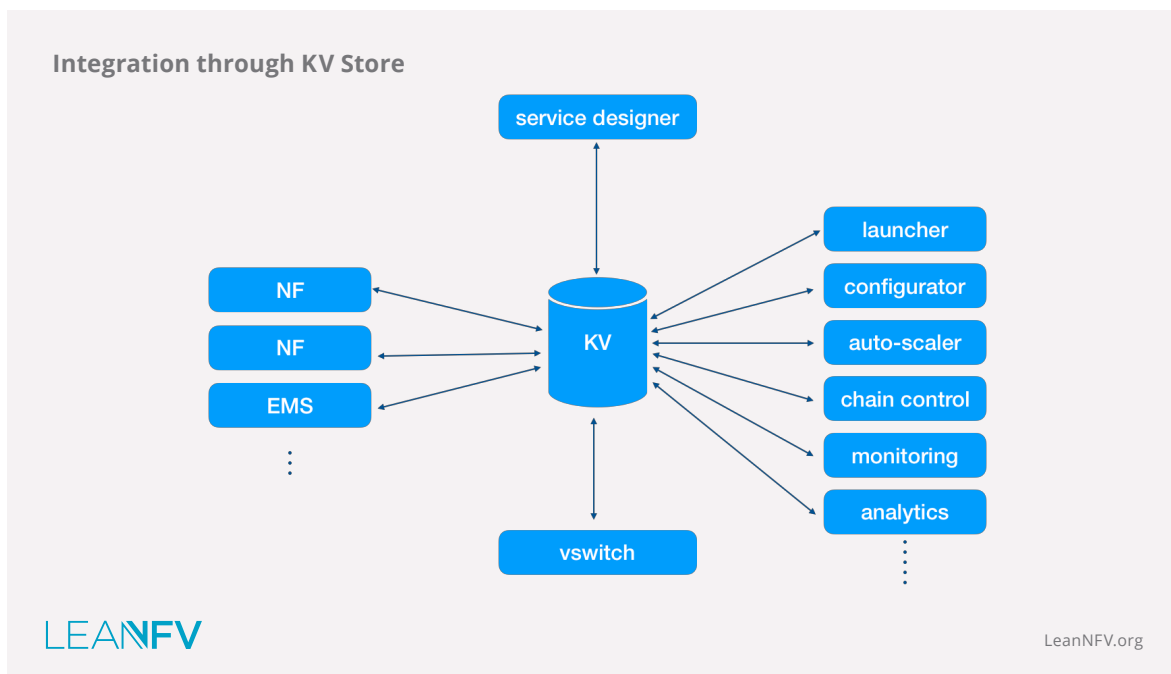 Integration through KV Store
service designer
launcher
configurator
auto-scaler
chain control
monitoring
analytics
NF
NF
EMS
KV
vswitch
LEANNFV
LeanNFV.org